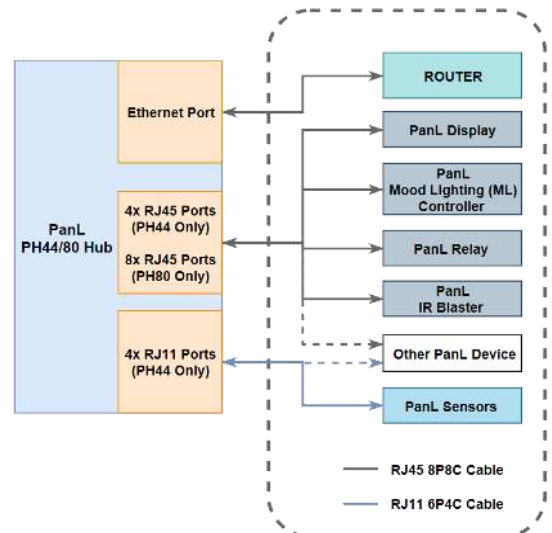 PanL
PH44/80 Hub
Ethernet Port
4x RJ45 Ports
(PH44 Only)
8x RJ45 Ports
(PH80 Only)
4x RJ11 Ports
(PH44 Only)
ROUTER
PanL Display
PanL
Mood Lighting (ML)
Controller
PanL Relay
PanL
IR Blaster
Other PanL Device
PanL Sensors
RJ45 8P8C Cable
RJ11 6P4C Cable